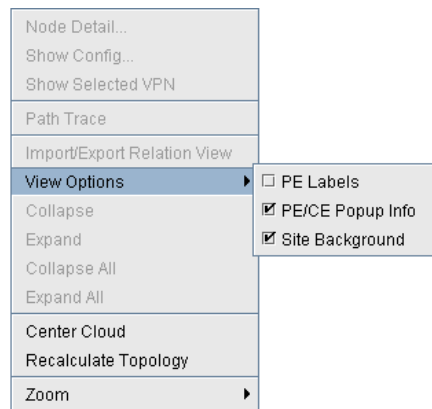 Node Detail...
Show Config...
Show Selected VPN
Path Trace
Import/Export Relation View
View Options
PE Labels
PE/CE Popup Info
Site Background
Collapse
Expand
Collapse All
Expand All
Center Cloud
Recalculate Topology
Zoom